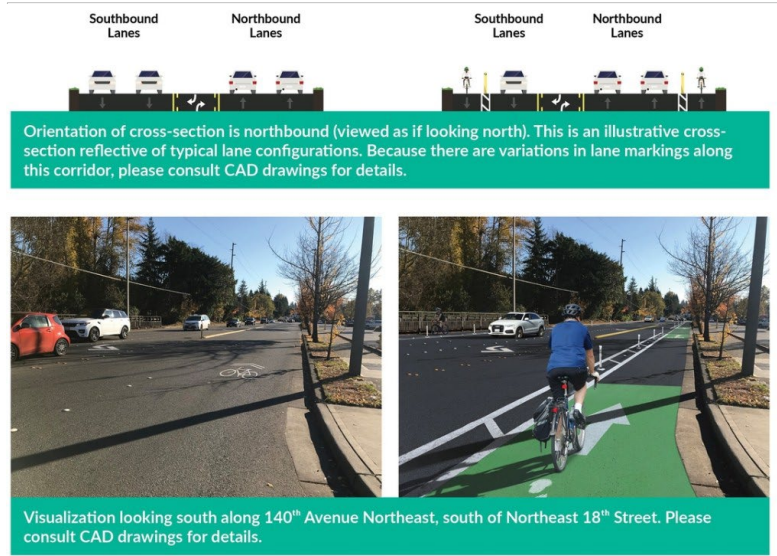 Southbound
Lanes
Northbound
Lanes
Southbound
Lanes
Northbound
Lanes
Orientation of cross-section is northbound (viewed as if looking north). This is an illustrative cross-
section reflective of typical lane configurations. Because there are variations in lane markings along
this corridor, please consult CAD drawings for details.
Visualization looking south along 140th Avenue Northeast, south of Northeast 18th Street. Please
consult CAD drawings for details.